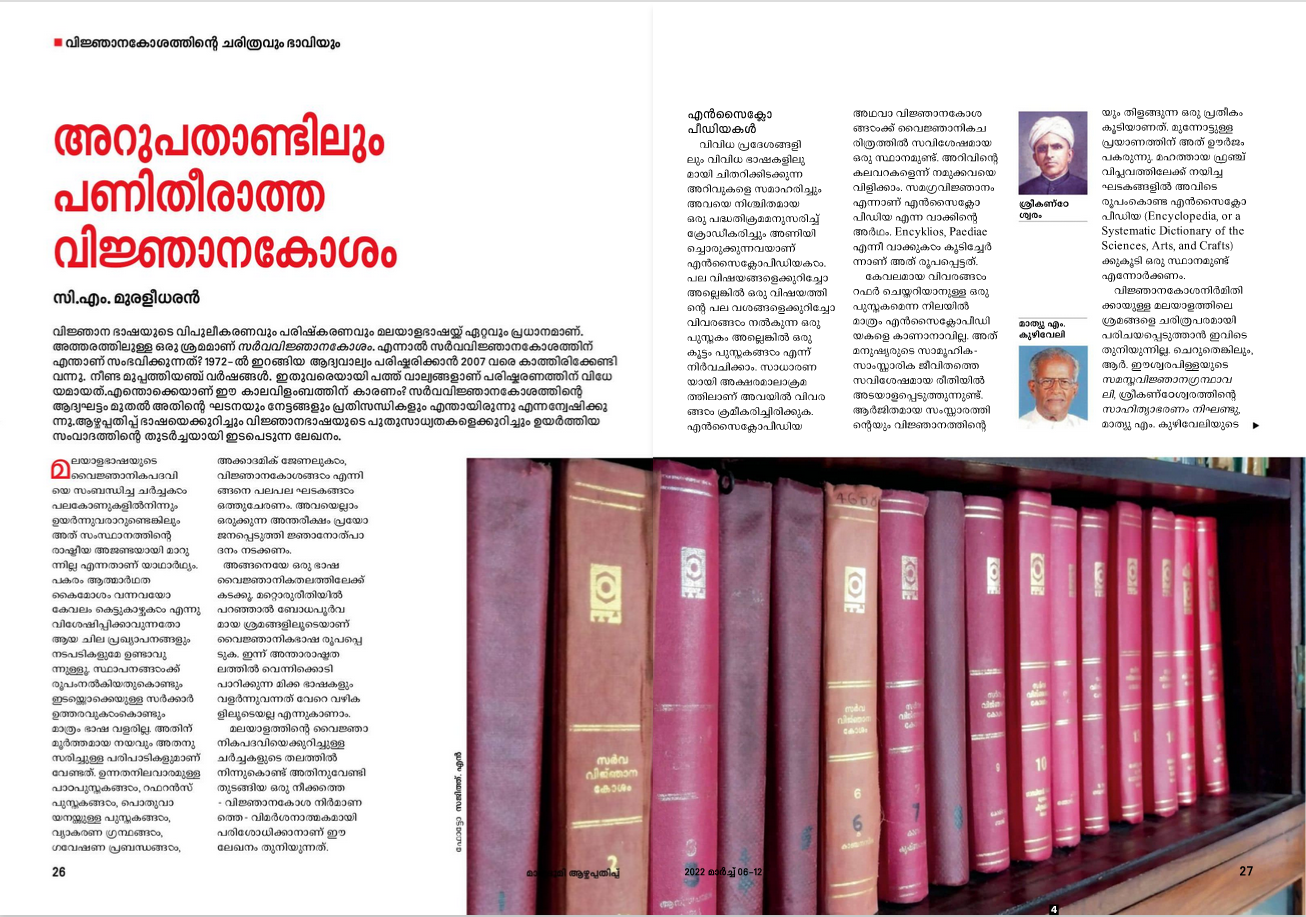 വിജ്ഞാനകോശത്തിന്റെ ചരിത്രവും ഭാവിയും
അറുപതാണ്ടിലും
പണിതീരാത്ത
വിജ്ഞാനകോശം
സി.എം. മുരളീധരൻ
വിജ്ഞാന ഭാഷയുടെ വിപുലീകരണവും പരിഷ്കരണവും മലയാളഭാഷയ്ക്ക് ഏറ്റവും പ്രധാനമാണ്.
അത്തരത്തിലുള്ള ഒരു ശ്രമമാണ് സർവവിജ്ഞാനകോശം. എന്നാൽ സർവവിജ്ഞാനകോശത്തിന്
എന്താണ് സംഭവിക്കുന്നത്? 1972-ൽ ഇറങ്ങിയ ആദ്യവാല്യം പരിഷ്കരിക്കാൻ 2007 വരെ കാത്തിരിക്കേണ്ടി
വന്നു. നീണ്ട മുപ്പത്തിയഞ്ച് വർഷങ്ങൾ. ഇതുവരെയായി പത്ത് വാല്യങ്ങളാണ് പരിഷ്കരണത്തിന് വിധേ
യമായത്.എന്തൊക്കെയാണ് ഈ കാലവിളംബത്തിന് കാരണം? സർവവിജ്ഞാനകോശത്തിന്റെ
ആദ്യഘട്ടം മുതൽ അതിന്റെ ഘടനയും നേട്ടങ്ങളും പ്രതിസന്ധികളും എന്തായിരുന്നു എന്നന്വേഷിക്കു
ന്നു.ആഴ്ചപ്പതിപ്പ് ഭാഷയെക്കുറിച്ചും വിജ്ഞാനഭാഷയുടെ പുതുസാധ്യതകളെക്കുറിച്ചും ഉയർത്തിയ
സംവാദത്തിന്റെ തുടർച്ചയായി ഇടപെടുന്ന ലേഖനം.
മലയാളഭാഷയുടെ
വൈജ്ഞാനികപദവി
യെ സംബന്ധിച്ച ചർച്ചകൾ
പലകോണുകളിൽനിന്നും
ഉയർന്നുവരാറുണ്ടെങ്കിലും
അത് സംസ്ഥാനത്തിന്റെ
രാഷ്ട്രീയ അജണ്ടയായി മാറു
ന്നില്ല എന്നതാണ് യാഥാർഥ്യം.
പകരം ആത്മാർഥത
കൈമോശം വന്നവയോ
കേവലം കെട്ടുകാഴ്ചകൾ എന്നു
വിശേഷിപ്പിക്കാവുന്നതോ
ആയ ചില പ്രഖ്യാപനങ്ങളും
നടപടികളുമേ ഉണ്ടാവു
ന്നുള്ളൂ. സ്ഥാപനങ്ങൾക്ക്
രൂപംനൽകിയതുകൊണ്ടും
ഇടയ്ക്കൊക്കെയുള്ള സർക്കാർ
ഉത്തരവുകൾകൊണ്ടും
മാത്രം ഭാഷ വളരില്ല. അതിന്
മൂർത്തമായ നയവും അതനു
സരിച്ചുള്ള പരിപാടികളുമാണ്
വേണ്ടത്. ഉന്നതനിലവാരമുള്ള
പാഠപുസ്തകങ്ങൾ, റഫറൻസ്
പുസ്തകങ്ങൾ, പൊതുവാ
യനയ്ക്കുള്ള പുസ്തകങ്ങൾ,
വ്യാകരണ ഗ്രന്ഥങ്ങൾ,
ഗവേഷണ പ്രബന്ധങ്ങൾ,
അക്കാദമിക് ജേണലുകൾ,
വിജ്ഞാനകോശങ്ങൾ എന്നി
ങ്ങനെ പലപല ഘടകങ്ങൾ
ഒത്തുചേരണം. അവയെല്ലാം
ഒരുക്കുന്ന അന്തരീക്ഷം പ്രയോ
ജനപ്പെടുത്തി ജ്ഞാനോത്പാ
ദനം നടക്കണം.
അങ്ങനെയേ ഒരു ഭാഷ
വൈജ്ഞാനികതലത്തിലേക്ക്
കടക്കൂ. മറ്റൊരുരീതിയിൽ
പറഞ്ഞാൽ ബോധപൂർവ
മായ ശ്രമങ്ങളിലൂടെയാണ്
വൈജ്ഞാനികഭാഷ രൂപപ്പെ
ടുക. ഇന്ന് അന്താരാഷ്ട്രത
ലത്തിൽ വെന്നിക്കൊടി
പാറിക്കുന്ന മിക്ക ഭാഷകളും
വളർന്നുവന്നത് വേറെ വഴിക
ളിലൂടെയല്ല എന്നുകാണാം.
മലയാളത്തിന്റെ വൈജ്ഞാ
നികപദവിയെക്കുറിച്ചുള്ള
ചർച്ചകളുടെ തലത്തിൽ
നിന്നുകൊണ്ട് അതിനുവേണ്ടി
തുടങ്ങിയ ഒരു നീക്കത്തെ
- വിജ്ഞാനകോശ നിർമാണ
ത്തെ - വിമർശനാത്മകമായി
പരിശോധിക്കാനാണ് ഈ
ലേഖനം തുനിയുന്നത്.
ഫോട്ടോ സജിത്ത്. എൻ
26
എൻസൈക്ലോ
പീഡിയകൾ
വിവിധ പ്രദേശങ്ങളി
ലും വിവിധ ഭാഷകളിലു
മായി ചിതറിക്കിടക്കുന്ന
അറിവുകളെ സമാഹരിച്ചും
അവയെ നിശ്ചിതമായ
ഒരു പദ്ധതിക്രമമനുസരിച്ച്
ക്രോഡീകരിച്ചും അണിയി
ച്ചൊരുക്കുന്നവയാണ്
എൻസൈക്ലോപീഡിയകൾ.
പല വിഷയങ്ങളെക്കുറിച്ചോ
അല്ലെങ്കിൽ ഒരു വിഷയത്തി
ന്റെ പല വശങ്ങളെക്കുറിച്ചോ
വിവരങ്ങൾ നൽകുന്ന ഒരു
പുസ്തകം അല്ലെങ്കിൽ ഒരു
കൂട്ടം പുസ്തകങ്ങൾ എന്ന്
നിർവചിക്കാം. സാധാരണ
യായി അക്ഷരമാലാക്രമ
ത്തിലാണ് അവയിൽ വിവര
ങ്ങൾ ക്രമീകരിച്ചിരിക്കുക.
എൻസൈക്ലോപീഡിയ
അഥവാ വിജ്ഞാനകോശ
ങ്ങൾക്ക് വൈജ്ഞാനികച
രിത്രത്തിൽ സവിശേഷമായ
ഒരു സ്ഥാനമുണ്ട്. അറിവിന്റെ
കലവറകളെന്ന് നമുക്കവയെ
വിളിക്കാം. സമഗ്രവിജ്ഞാനം
എന്നാണ് എൻസൈക്ലോ
പീഡിയ എന്ന വാക്കിന്റെ
അർഥം. Encyklios, Paediae
എന്നീ വാക്കുകൾ കൂടിച്ചേർ
ന്നാണ് അത് രൂപപ്പെട്ടത്.
കേവലമായ വിവരങ്ങൾ
റഫർ ചെയ്തറിയാനുള്ള ഒരു
പുസ്തകമെന്ന നിലയിൽ
മാത്രം എൻസൈക്ലോപീഡി
യകളെ കാണാനാവില്ല. അത്
മനുഷ്യരുടെ സാമൂഹിക-
സാംസ്കാരിക ജീവിതത്തെ
സവിശേഷമായ രീതിയിൽ
അടയാളപ്പെടുത്തുന്നുണ്ട്.
ആർജിതമായ സംസ്കാരത്തി
ന്റെയും വിജ്ഞാനത്തിന്റെ
ശ്രീകണ്ഠേ
ശ്വരം
മാത്യു എം.
കുഴിവേലി
യും തിളങ്ങുന്ന ഒരു പ്രതീകം
കൂടിയാണത്. മുന്നോട്ടുള്ള
പ്രയാണത്തിന് അത് ഊർജം
പകരുന്നു. മഹത്തായ ഫ്രഞ്ച്
വിപ്ലവത്തിലേക്ക് നയിച്ച
ഘടകങ്ങളിൽ അവിടെ
രൂപംകൊണ്ട എൻസൈക്ലോ
പീഡിയ (Encyclopedia, or a
Systematic Dictionary of the
Sciences, Arts, and Crafts)
ക്കുകൂടി ഒരു സ്ഥാനമുണ്ട്
എന്നോർക്കണം.
വിജ്ഞാനകോശനിർമിതി
ക്കായുള്ള മലയാളത്തിലെ
ശ്രമങ്ങളെ ചരിത്രപരമായി
പരിചയപ്പെടുത്താൻ ഇവിടെ
തുനിയുന്നില്ല. ചെറുതെങ്കിലും,
ആർ. ഈശ്വരപിള്ളയുടെ
സമസ്തവിജ്ഞാനഗ്രന്ഥാവ
ലി, ശ്രീകണ്ഠേശ്വരത്തിന്റെ
സാഹിത്യാഭരണം നിഘണ്ടു,
മാത്യു എം. കുഴിവേലിയുടെ
സർവ
വിജ്ഞാന
കോശം
2
സർവ
വിജ്ഞാന
കോശം
6
6
7
9
10
2022 മാർച്ച് 06-12
27
4